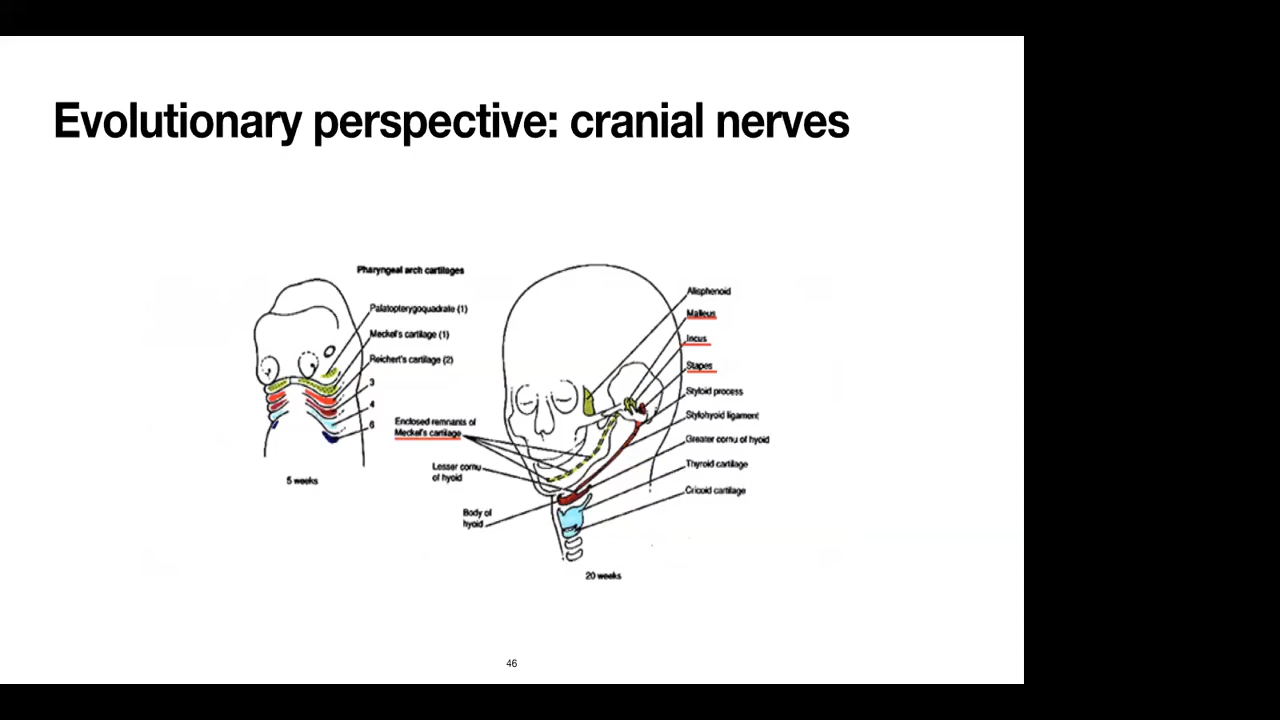 Evolutionary perspective: cranial nerves
Pharyngeal arch cartilages
Palatopterygoquadrate (1)
Meckel's cartilage (1)
Reichert's cartilage (2)
3
4
6
5 weeks
Enclosed remnants of
Meckel's cartilage
Lesser cornu
of hyoid
Body of
hyoid
Alisphenoid
Malleus
Incus
Stapes
Styloid process
Stylohyoid ligament
Greater cornu of hyoid
Thyroid cartilage
Cricoid cartilage
20 weeks
46